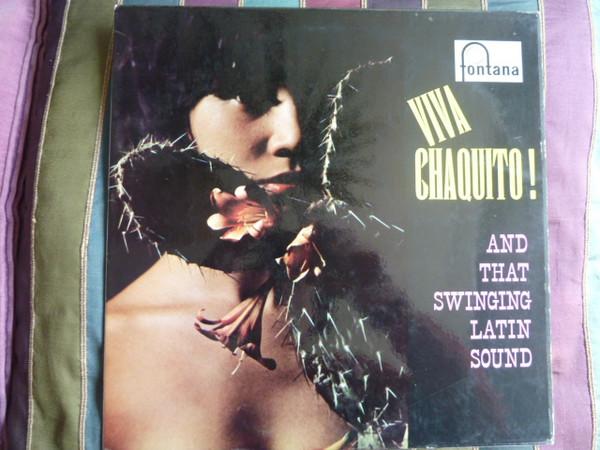 fontana
VIVA
CHAQUITO!
AND
THAT
SWINGING
LATIN
SOUND